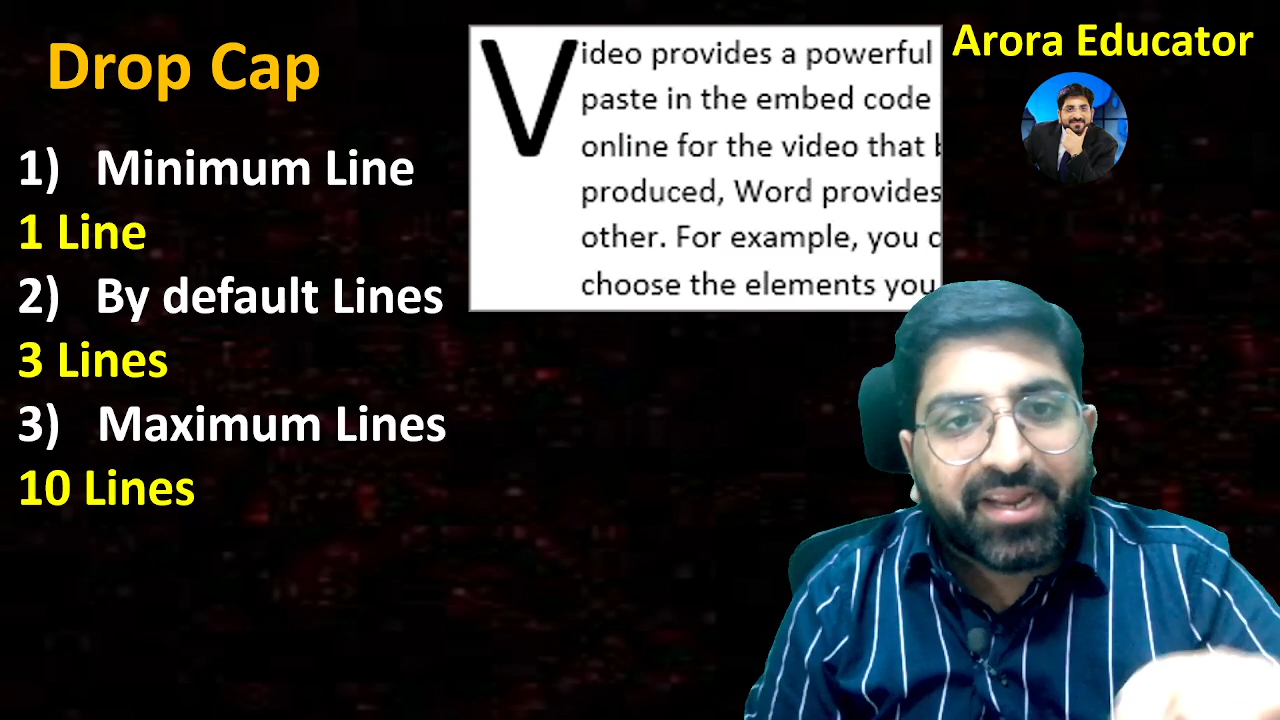 Drop Cap
1) Minimum Line
1 Line
2) By default Lines
3 Lines
3) Maximum Lines
10 Lines
Video provides a powerful
paste in the embed code
online for the video that
produced, Word provides
other. For example, you
choose the elements you
Arora Educator